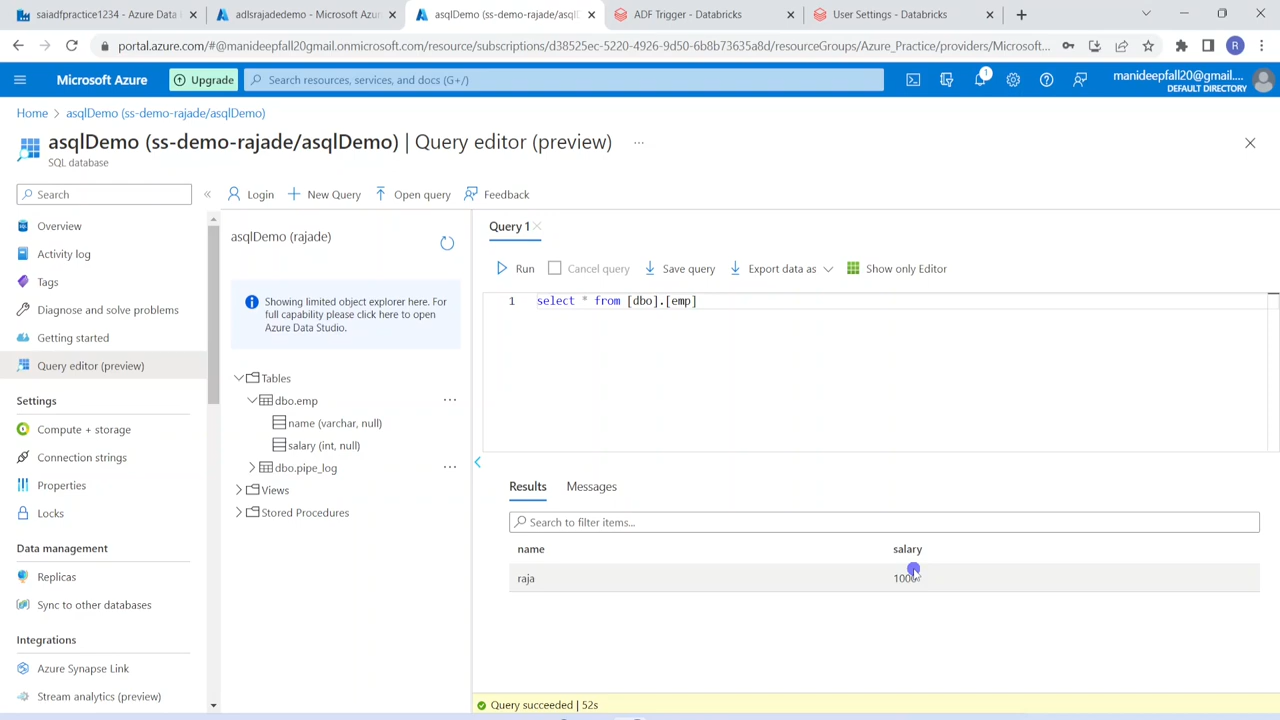 saiadfpractice1234 - Azure Data
adlsrajadedemo - Microsoft Azure
asqlDemo (ss-demo-rajade/asqlD
ADF Trigger - Databricks
User Settings - Databricks
portal.azure.com/#@manideepfall20gmail.onmicrosoft.com/resource/subscriptions/d38525ec-5220-4926-9d50-6b8b73635a8d/resourceGroups/Azure_Practice/providers/Microsoft...
R
Microsoft Azure
Upgrade
Search resources, services, and docs (G+/)
1
manideepfall20@gmail....
DEFAULT DIRECTORY
Home > asqlDemo (ss-demo-rajade/asqlDemo)
asqlDemo (ss-demo-rajade/asqlDemo) | Query editor (preview) ...
SQL database
Search
Login
New Query
Open query
Feedback
Overview
Activity log
Tags
Diagnose and solve problems
Getting started
Query editor (preview)
Settings
Compute + storage
Connection strings
Properties
Locks
Data management
Replicas
Sync to other databases
Integrations
Azure Synapse Link
Stream analytics (preview)
asqlDemo (rajade)
Showing limited object explorer here. For
full capability please click here to open
Azure Data Studio.
Tables
dbo.emp ...
name (varchar, null)
salary (int, null)
dbo.pipe_log ...
Views
Stored Procedures
Query 1
Run
Cancel query
Save query
Export data as
Show only Editor
1 select * from [dbo].[emp]
Results
Messages
Search to filter items...
name salary
raja
Query succeeded | 52s